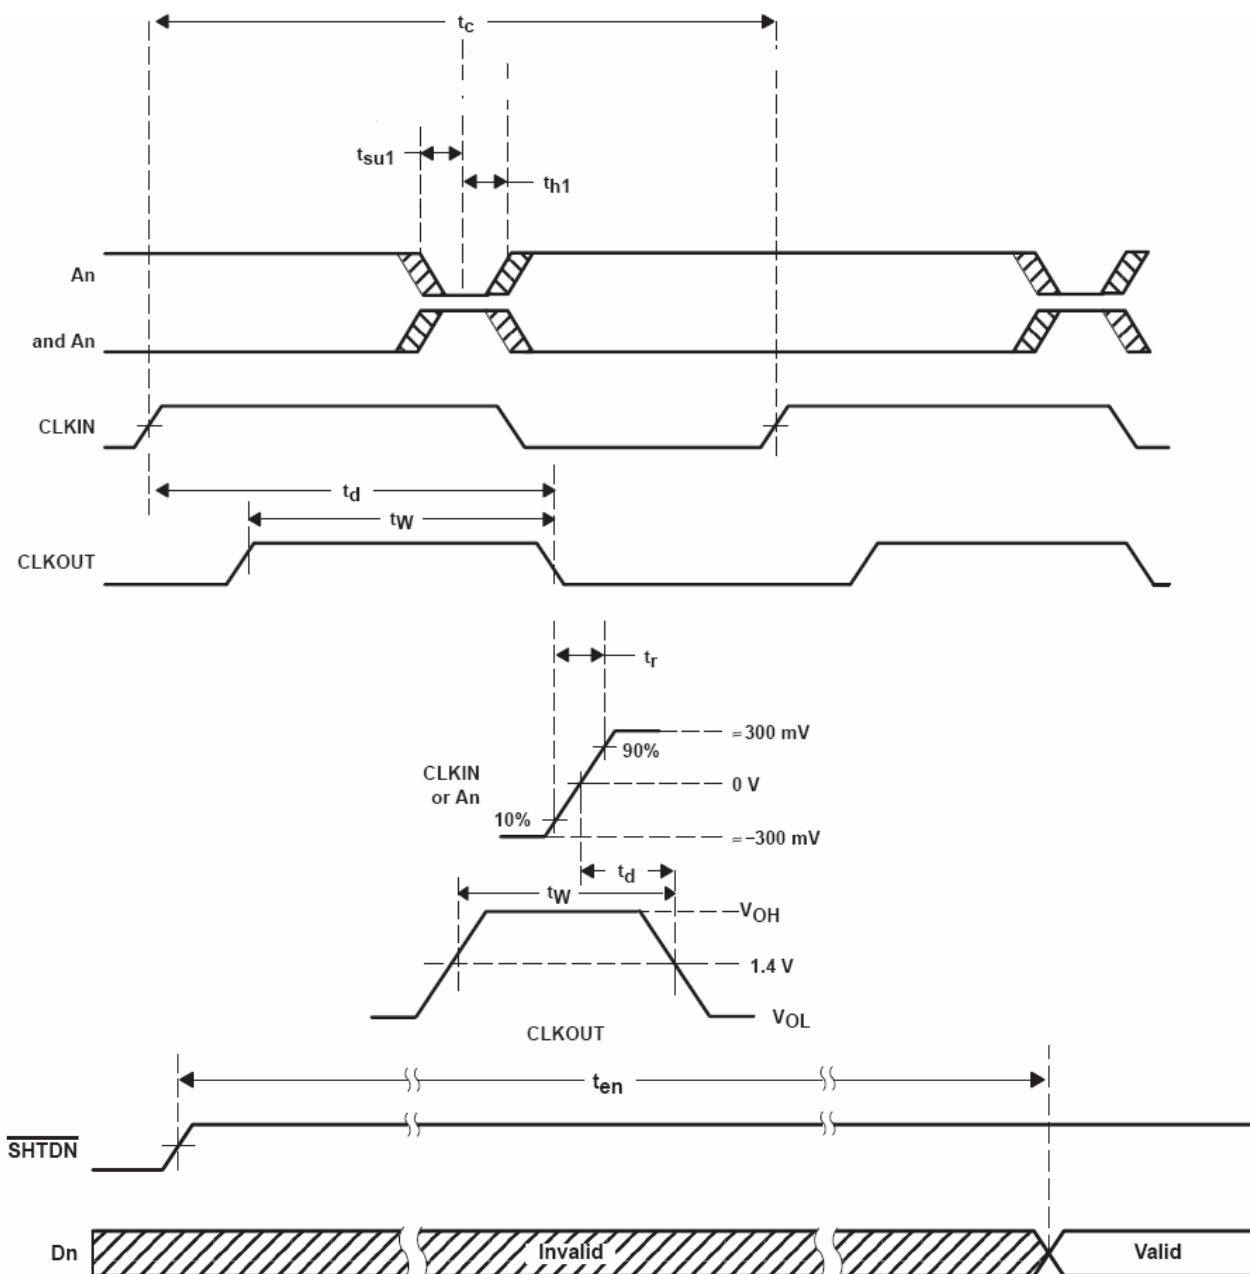 tc
tsu1
th1
An
and An
CLKIN
td
tW
CLKOUT
tr
≈300 mV
90%
CLKIN
or An
0 V
10%
≈−300 mV
td
tW
VOH
1.4 V
VOL
CLKOUT
ten
SHTDN
Dn
Invalid
Valid